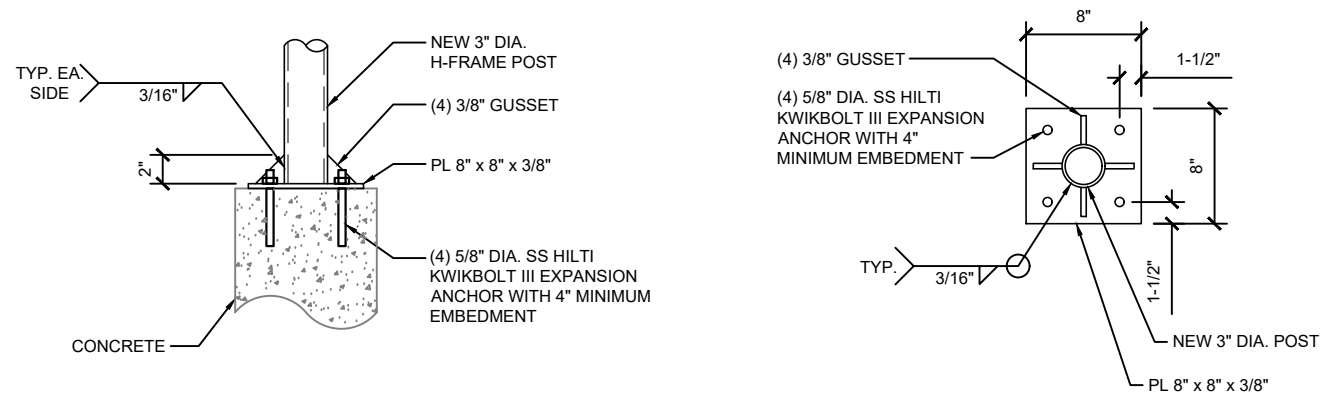 NEW 3" DIA.
H-FRAME POST
TYP. EA.
SIDE
3/16"
(4) 3/8" GUSSET
2"
PL 8" x 8" x 3/8"
(4) 5/8" DIA. SS HILTI
KWIKBOLT III EXPANSION
ANCHOR WITH 4" MINIMUM
EMBEDMENT
CONCRETE
8"
(4) 3/8" GUSSET
1-1/2"
(4) 5/8" DIA. SS HILTI
KWIKBOLT III EXPANSION
ANCHOR WITH 4"
MINIMUM EMBEDMENT
8"
TYP.
3/16"
1-1/2"
NEW 3" DIA. POST
PL 8" x 8" x 3/8"